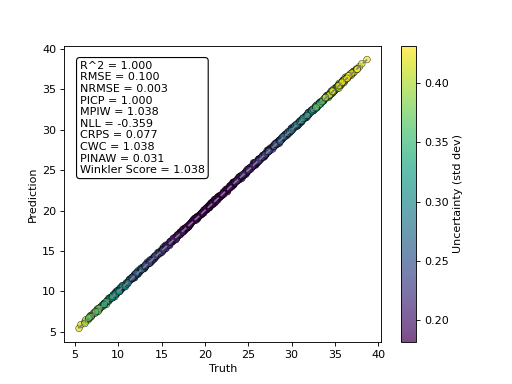 R^2 = 1.000
RMSE = 0.100
NRMSE = 0.003
PICP = 1.000
MPIW = 1.038
NLL = -0.359
CRPS = 0.077
CWC = 1.038
PINAW = 0.031
Winkler Score = 1.038
40
35
30
25
20
15
10
5
Prediction
5 10 15 20 25 30 35 40
Truth
0.40
0.35
0.30
0.25
0.20
Uncertainty (std dev)